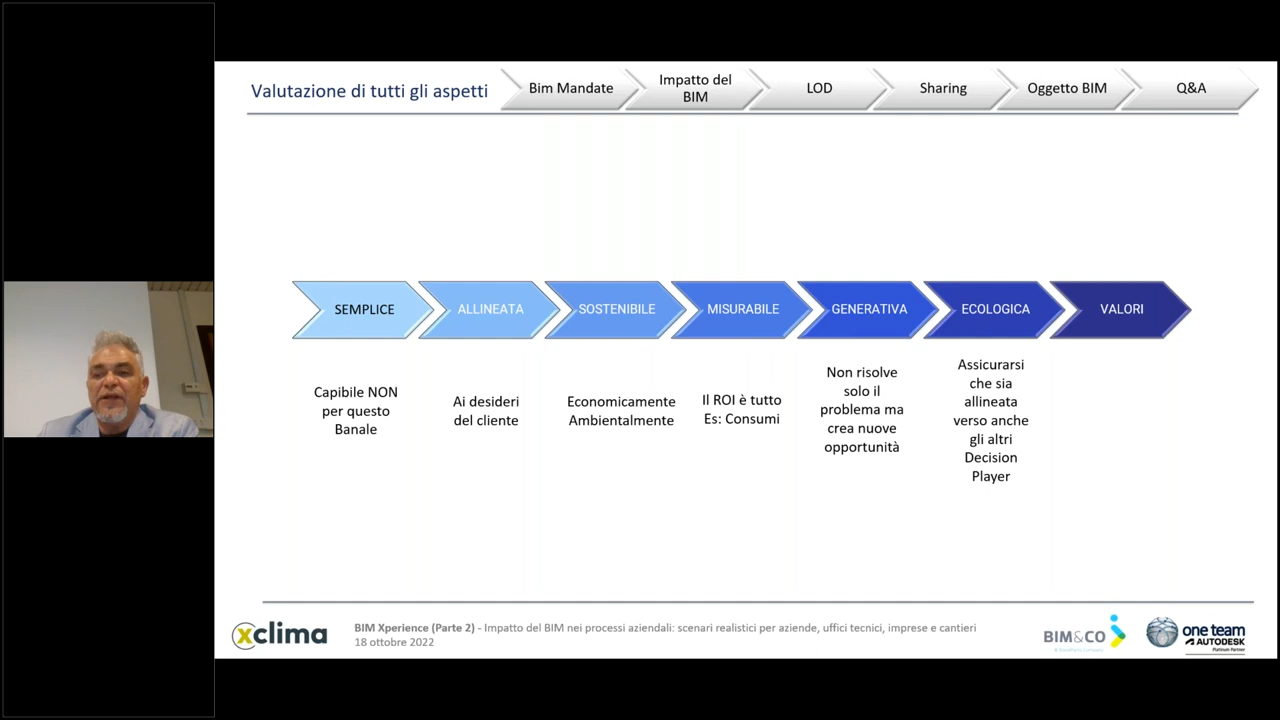 Valutazione di tutti gli aspetti
Bim Mandate
Impatto del
BIM
LOD
Sharing
Oggetto BIM
Q&A
SEMPLICE
ALLINEATA
SOSTENIBILE
MISURABILE
GENERATIVA
ECOLOGICA
VALORI
Capibile NON
per questo
Banale
Ai desideri
del cliente
Economicamente
Ambientalmente
Il ROI è tutto
Es: Consumi
Non risolve
solo il
problema ma
crea nuove
opportunità
Assicurarsi
che sia
allineata
verso anche
gli altri
Decision
Player
xclima
BIM Xperience (Parte 2) - Impatto del BIM nei processi aziendali: scenari realistici per aziende, uffici tecnici, imprese e cantieri
18 ottobre 2022
BIM&CO
one team
AUTODESK
Platinum Partner